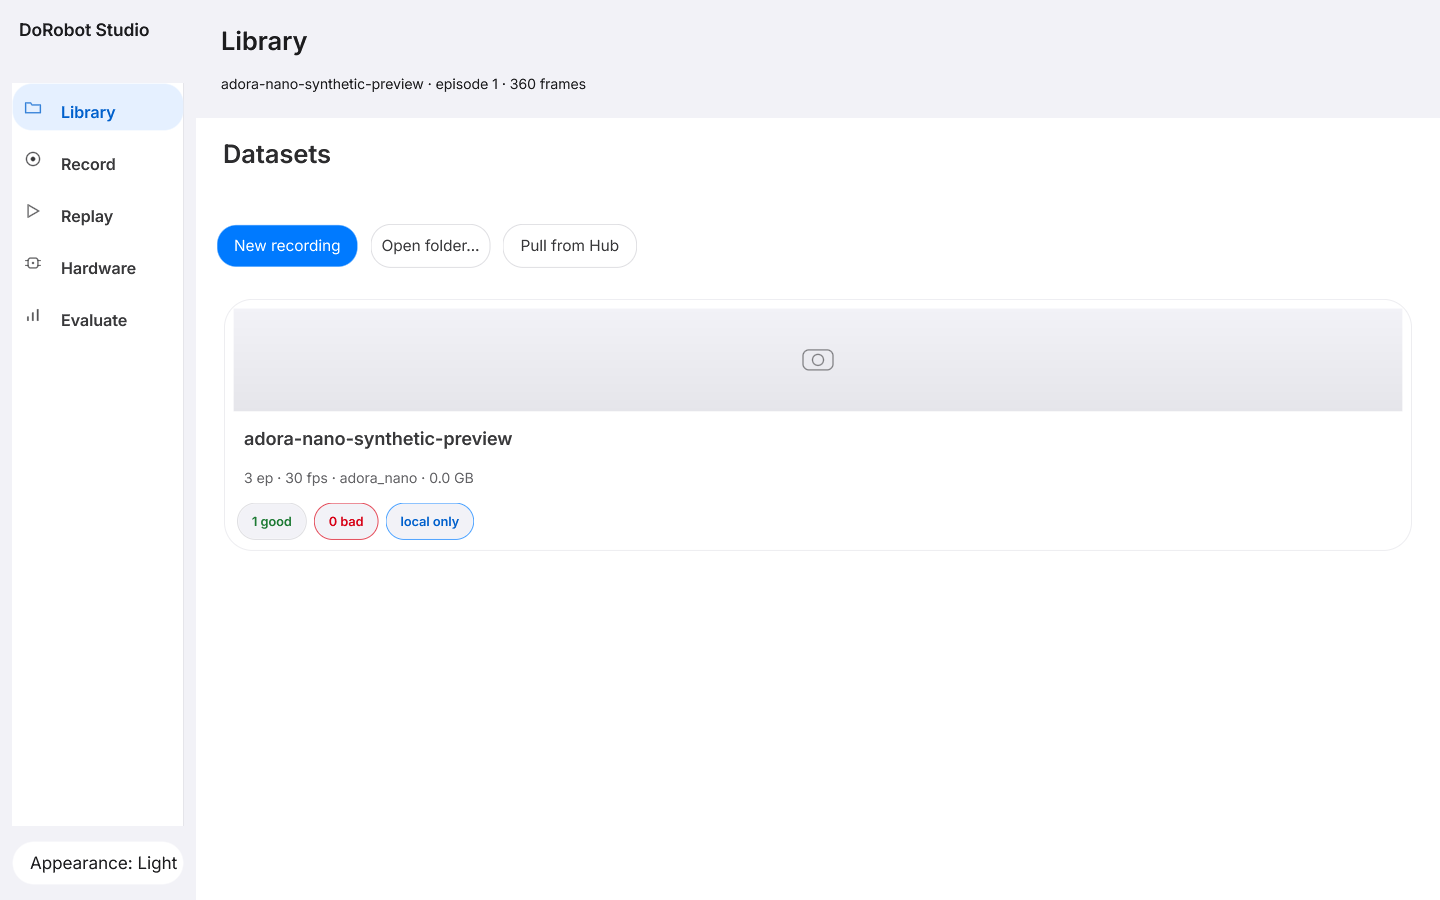 DoRobot Studio
Library
Record
Replay
Hardware
Evaluate
Appearance: Light
Library
adora-nano-synthetic-preview · episode 1 · 360 frames
Datasets
New recording
Open folder...
Pull from Hub
adora-nano-synthetic-preview
3 ep · 30 fps · adora_nano · 0.0 GB
1 good
0 bad
local only